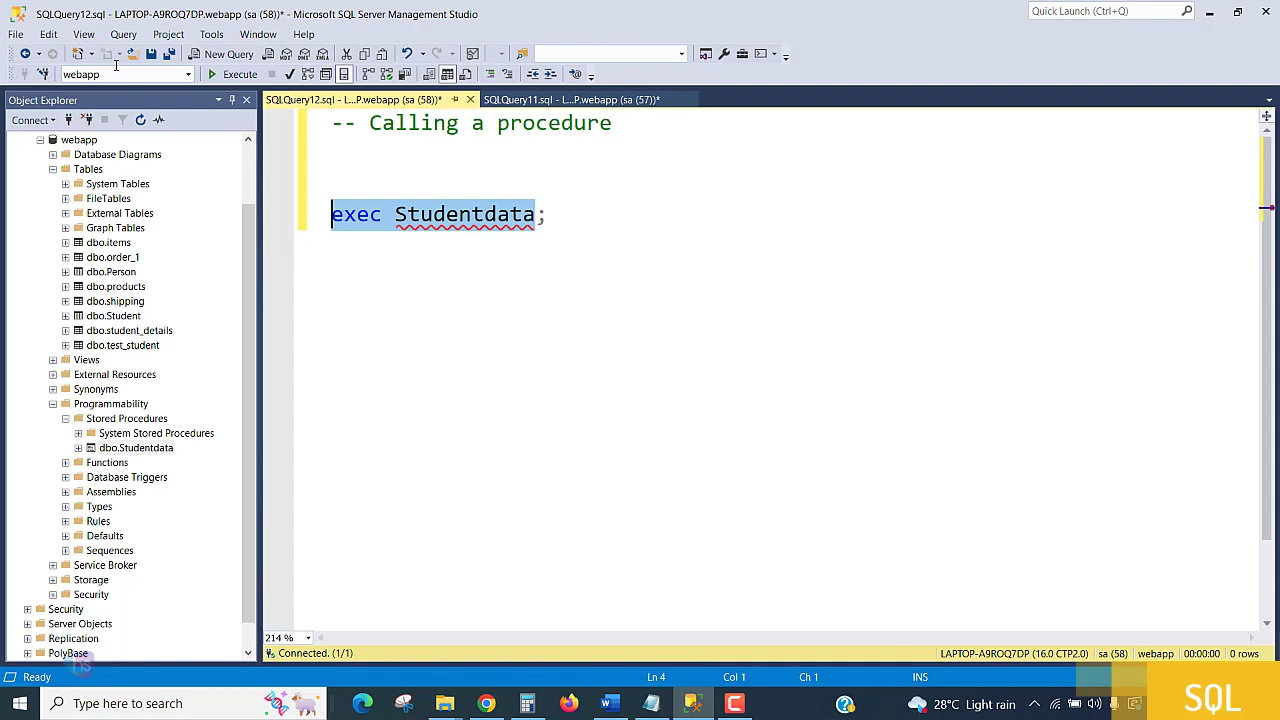 SQLQuery12.sql - LAPTOP-A9ROQ7DP.webapp (sa (58))* - Microsoft SQL Server Management Studio
Quick Launch (Ctrl+Q)
File Edit View Query Project Tools Window Help
New Query
webapp Execute
Object Explorer
SQLQuery12.sql - L...P.webapp (sa (58))* SQLQuery11.sql - L...P.webapp (sa (57))*
Connect
-- Calling a procedure
exec Studentdata;
webapp
Database Diagrams
Tables
System Tables
FileTables
External Tables
Graph Tables
dbo.items
dbo.order_1
dbo.Person
dbo.products
dbo.shipping
dbo.Student
dbo.student_details
dbo.test_student
Views
External Resources
Synonyms
Programmability
Stored Procedures
System Stored Procedures
dbo.Studentdata
Functions
Database Triggers
Assemblies
Types
Rules
Defaults
Sequences
Service Broker
Storage
Security
Security
Server Objects
Replication
PolyBase
214 %
Connected. (1/1) LAPTOP-A9ROQ7DP (16.0 CTP2.0) sa (58) webapp 00:00:00 0 rows
Ready Ln 4 Col 1 Ch 1 INS
Type here to search 28°C Light rain
SQL